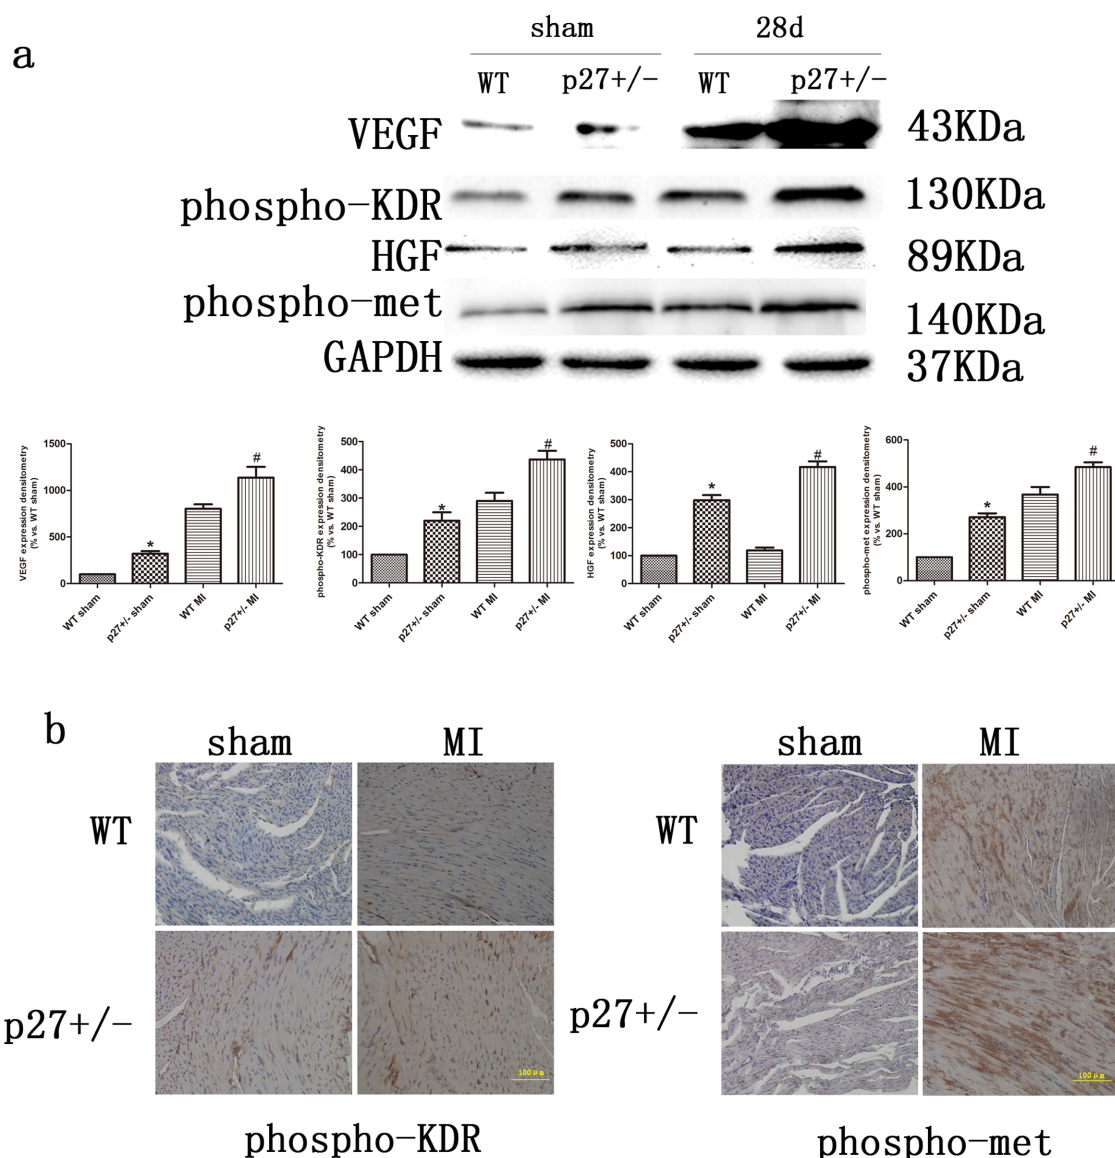 a
sham 28d
WT p27+/- WT p27+/-
VEGF 43KDa
phospho-KDR 130KDa
HGF 89KDa
phospho-met 140KDa
GAPDH 37KDa
VEGF expression densitometry
(% vs. WT sham)
1500
1000
500
0
*
#
WT sham
p27+/- sham
WT MI
p27+/- MI
phospho-KDR expression densitometry
(% vs. WT sham)
500
400
300
200
100
0
*
#
WT sham
p27+/- sham
WT MI
p27+/- MI
HGF expression densitometry
(% vs. WT sham)
500
400
300
200
100
0
*
#
WT sham
p27+/- sham
WT MI
p27+/- MI
phospho-met expression densitometry
(% vs. WT sham)
600
400
200
0
*
#
WT sham
p27+/- sham
WT MI
p27+/- MI
b
sham MI
WT
p27+/-
100μm
phospho-KDR
sham MI
WT
p27+/-
100μm
phospho-met